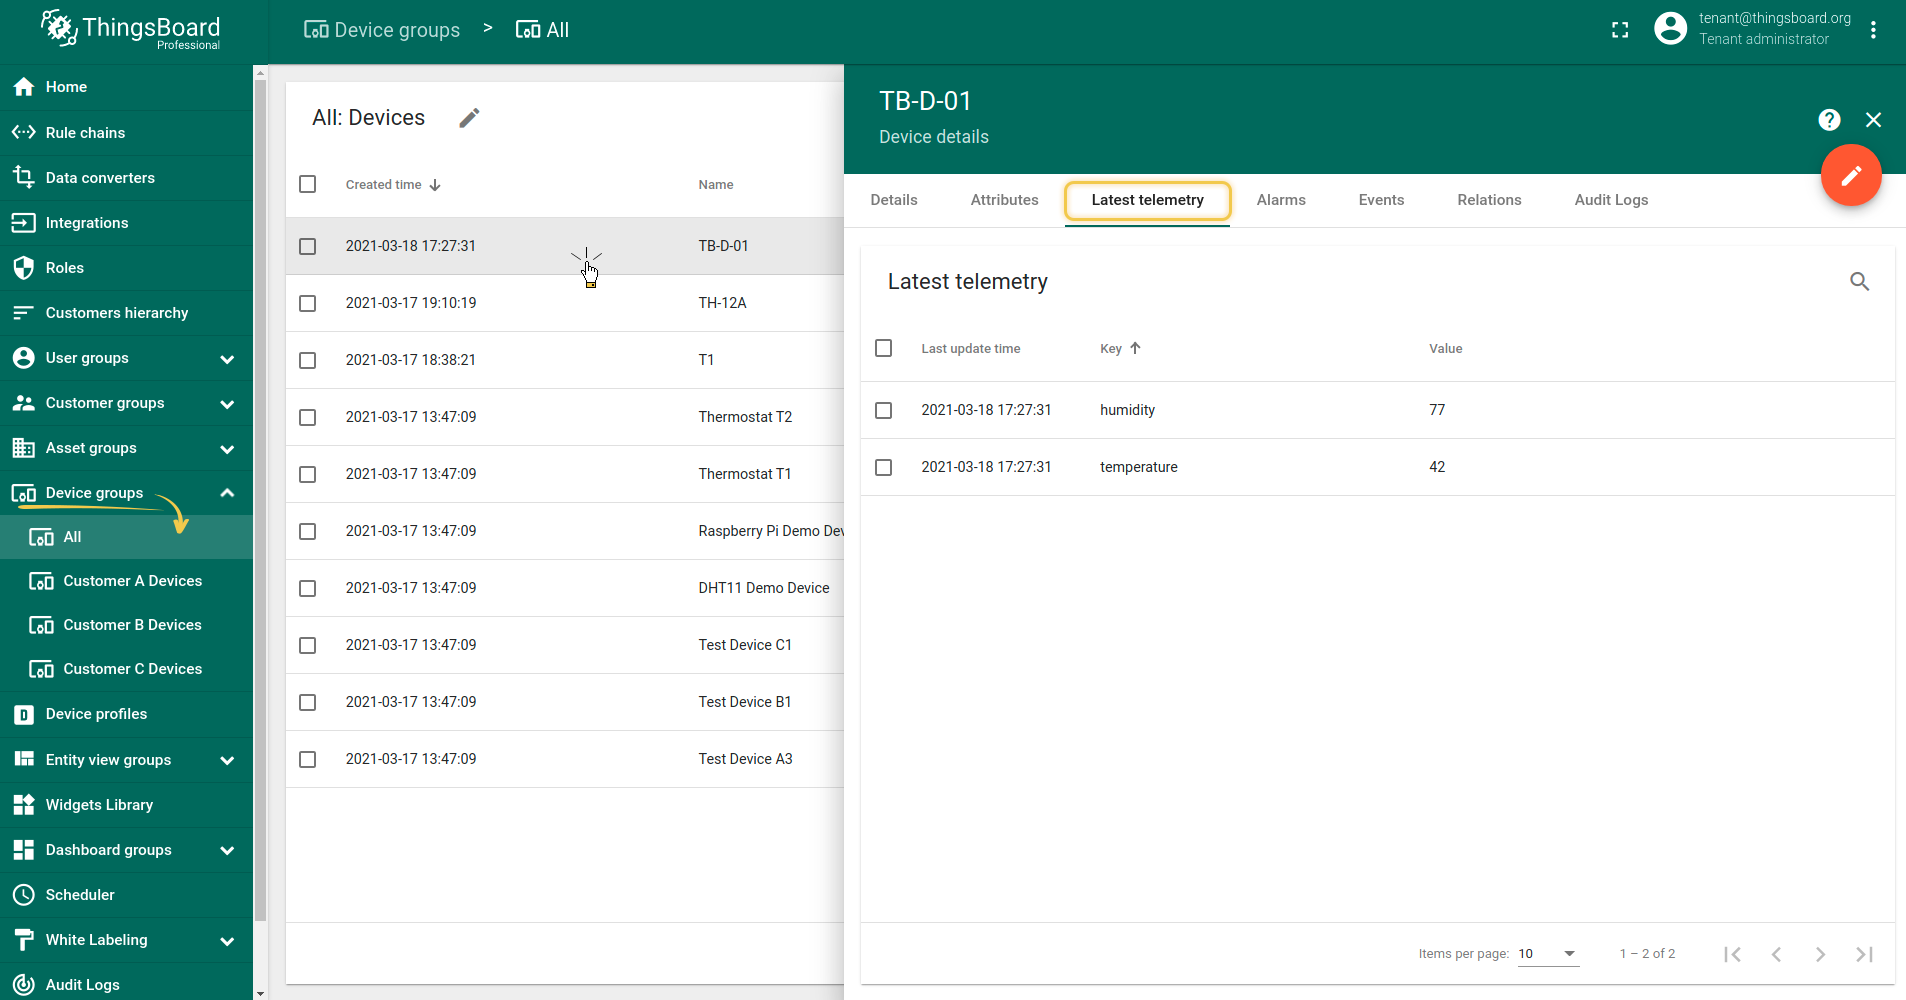 ThingsBoard
Professional
Device groups > All
tenant@thingsboard.org
Tenant administrator
Home
Rule chains
Data converters
Integrations
Roles
Customers hierarchy
User groups
Customer groups
Asset groups
Device groups
All
Customer A Devices
Customer B Devices
Customer C Devices
Device profiles
Entity view groups
Widgets Library
Dashboard groups
Scheduler
White Labeling
Audit Logs
All: Devices
Created time Name
2021-03-18 17:27:31 TB-D-01
2021-03-17 19:10:19 TH-12A
2021-03-17 18:38:21 T1
2021-03-17 13:47:09 Thermostat T2
2021-03-17 13:47:09 Thermostat T1
2021-03-17 13:47:09 Raspberry Pi Demo Dev
2021-03-17 13:47:09 DHT11 Demo Device
2021-03-17 13:47:09 Test Device C1
2021-03-17 13:47:09 Test Device B1
2021-03-17 13:47:09 Test Device A3
TB-D-01
Device details
Details Attributes Latest telemetry Alarms Events Relations Audit Logs
Latest telemetry
Last update time Key Value
2021-03-18 17:27:31 humidity 77
2021-03-18 17:27:31 temperature 42
Items per page: 10 1 – 2 of 2